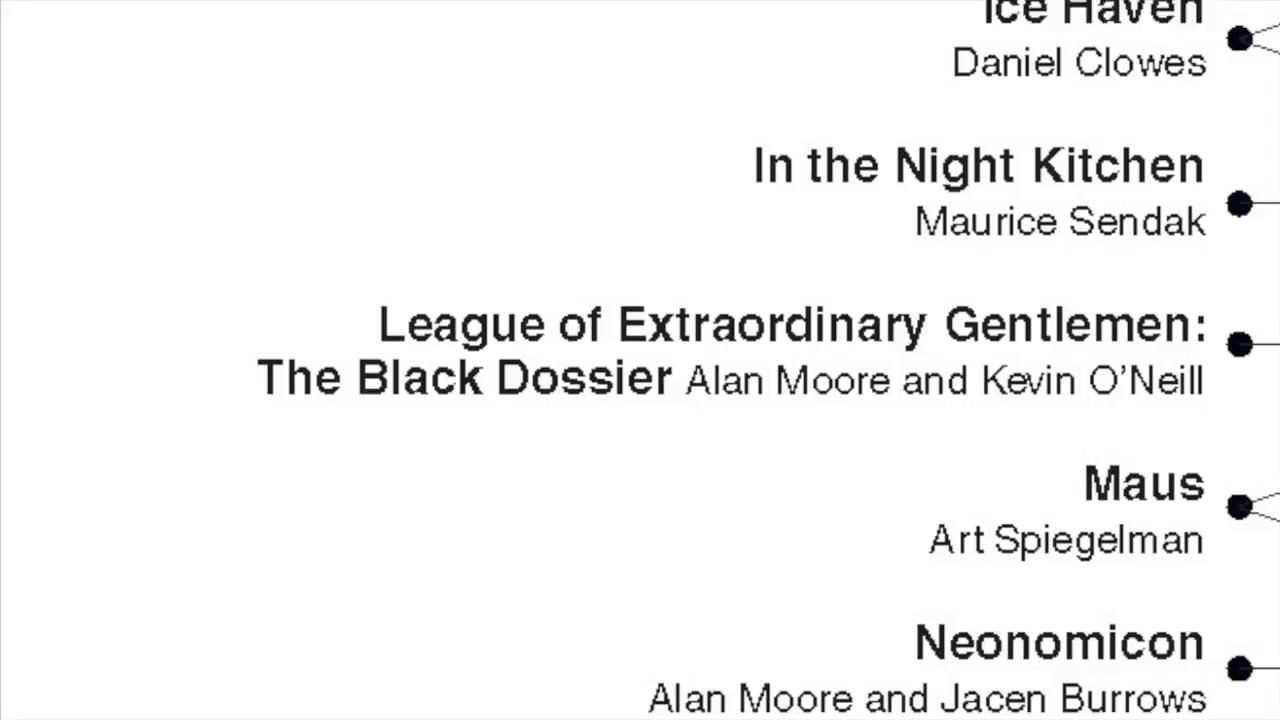 Ice Haven
Daniel Clowes
In the Night Kitchen
Maurice Sendak
League of Extraordinary Gentlemen:
The Black Dossier Alan Moore and Kevin O’Neill
Maus
Art Spiegelman
Neonomicon
Alan Moore and Jacen Burrows